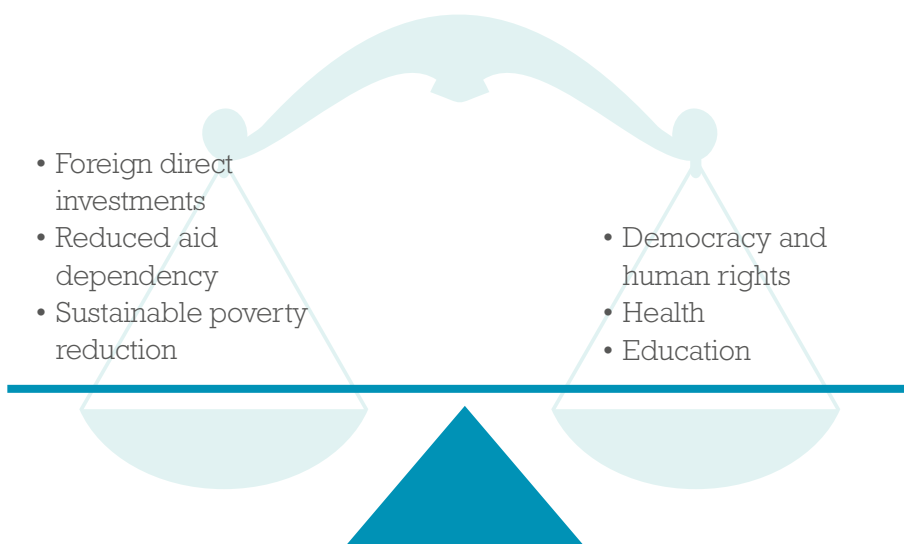 • Foreign direct
investments
• Reduced aid
dependency
• Sustainable poverty
reduction
• Democracy and
human rights
• Health
• Education